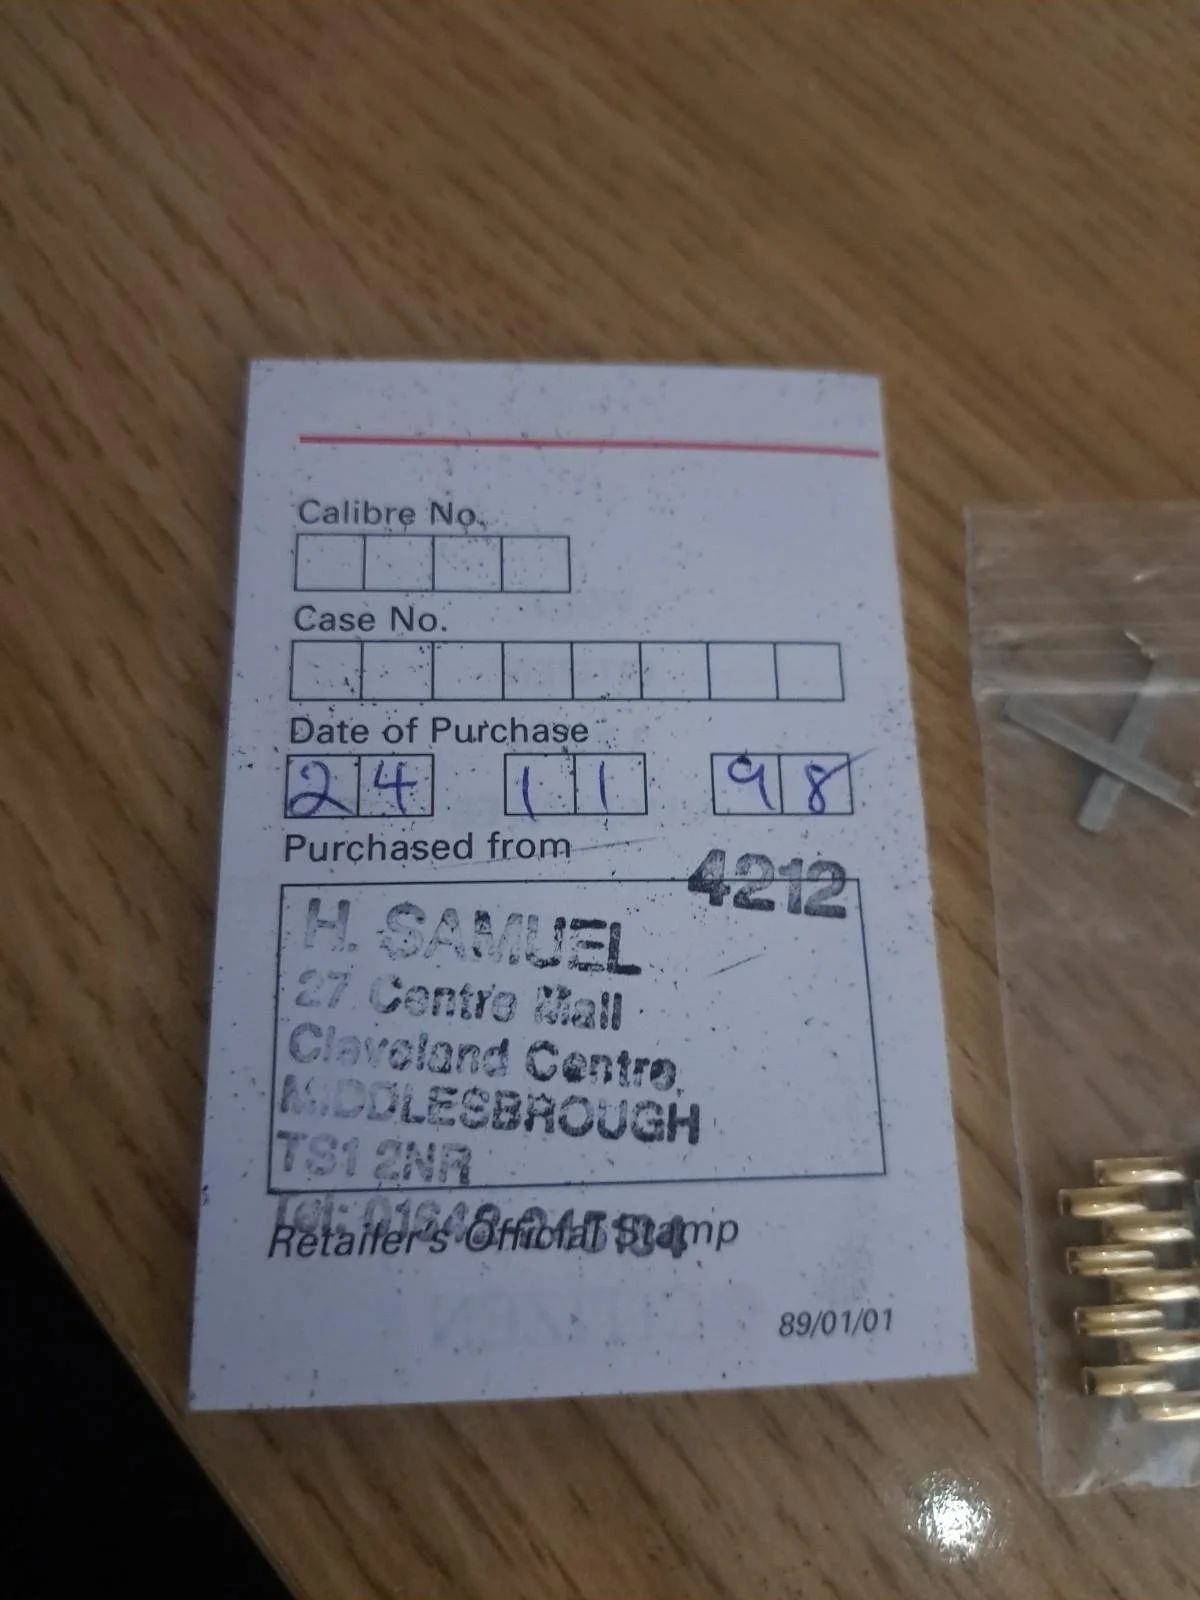 Calibre No.
Case No.
Date of Purchase
24 11 98
Purchased from
4212
H. SAMUEL
27 Centre Mall
Cleveland Centre,
MIDDLESBROUGH
TS1 2NR
Tel:
Retailer's Official Stamp
89/01/01